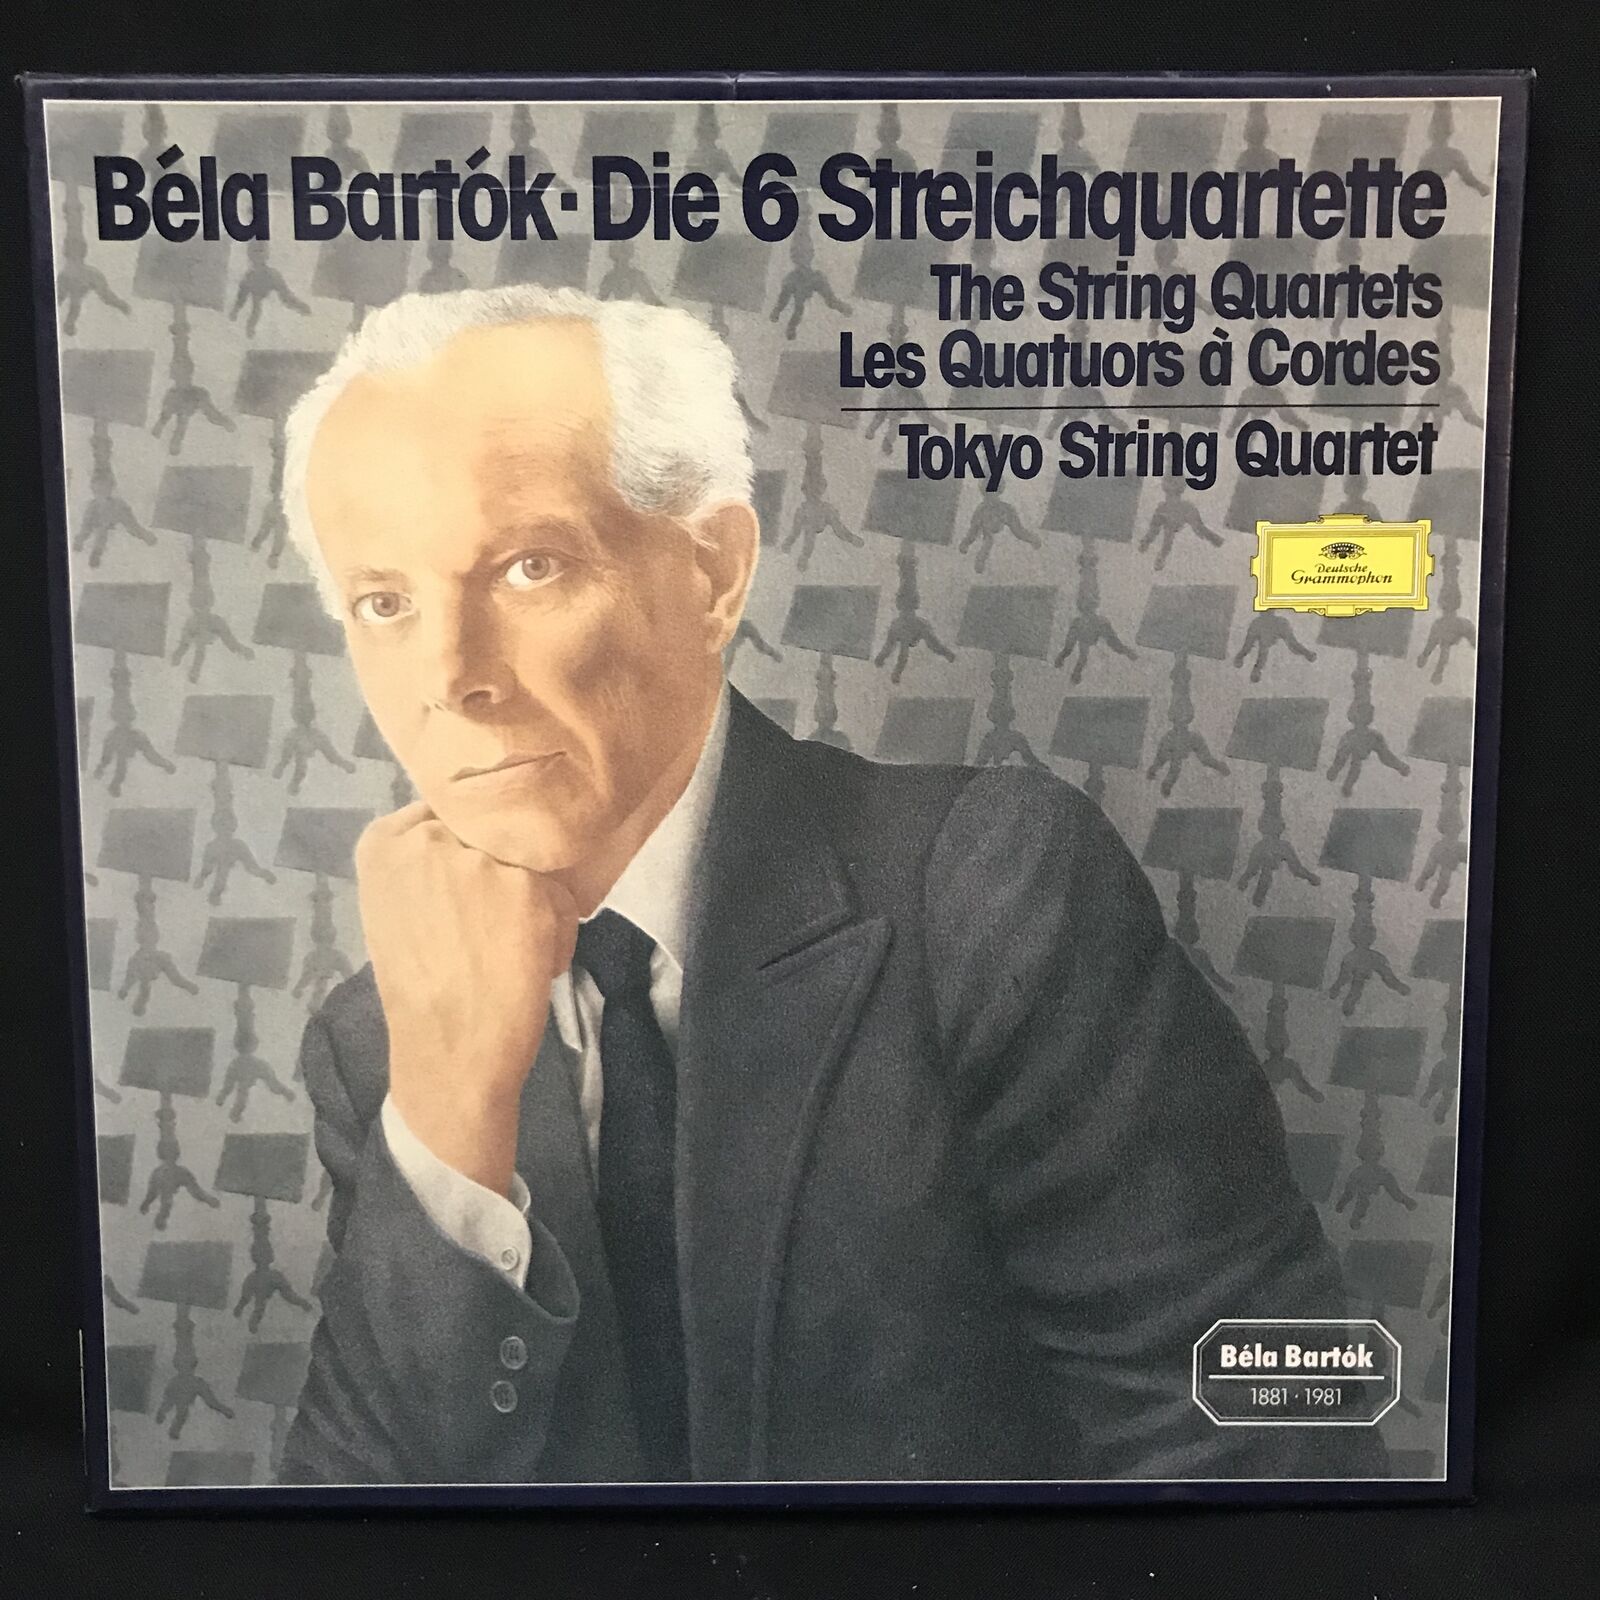 Béla Bartók · Die 6 Streichquartette
The String Quartets
Les Quatuors à Cordes
Tokyo String Quartet
Deutsche
Grammophon
Béla Bartók
1881 · 1981